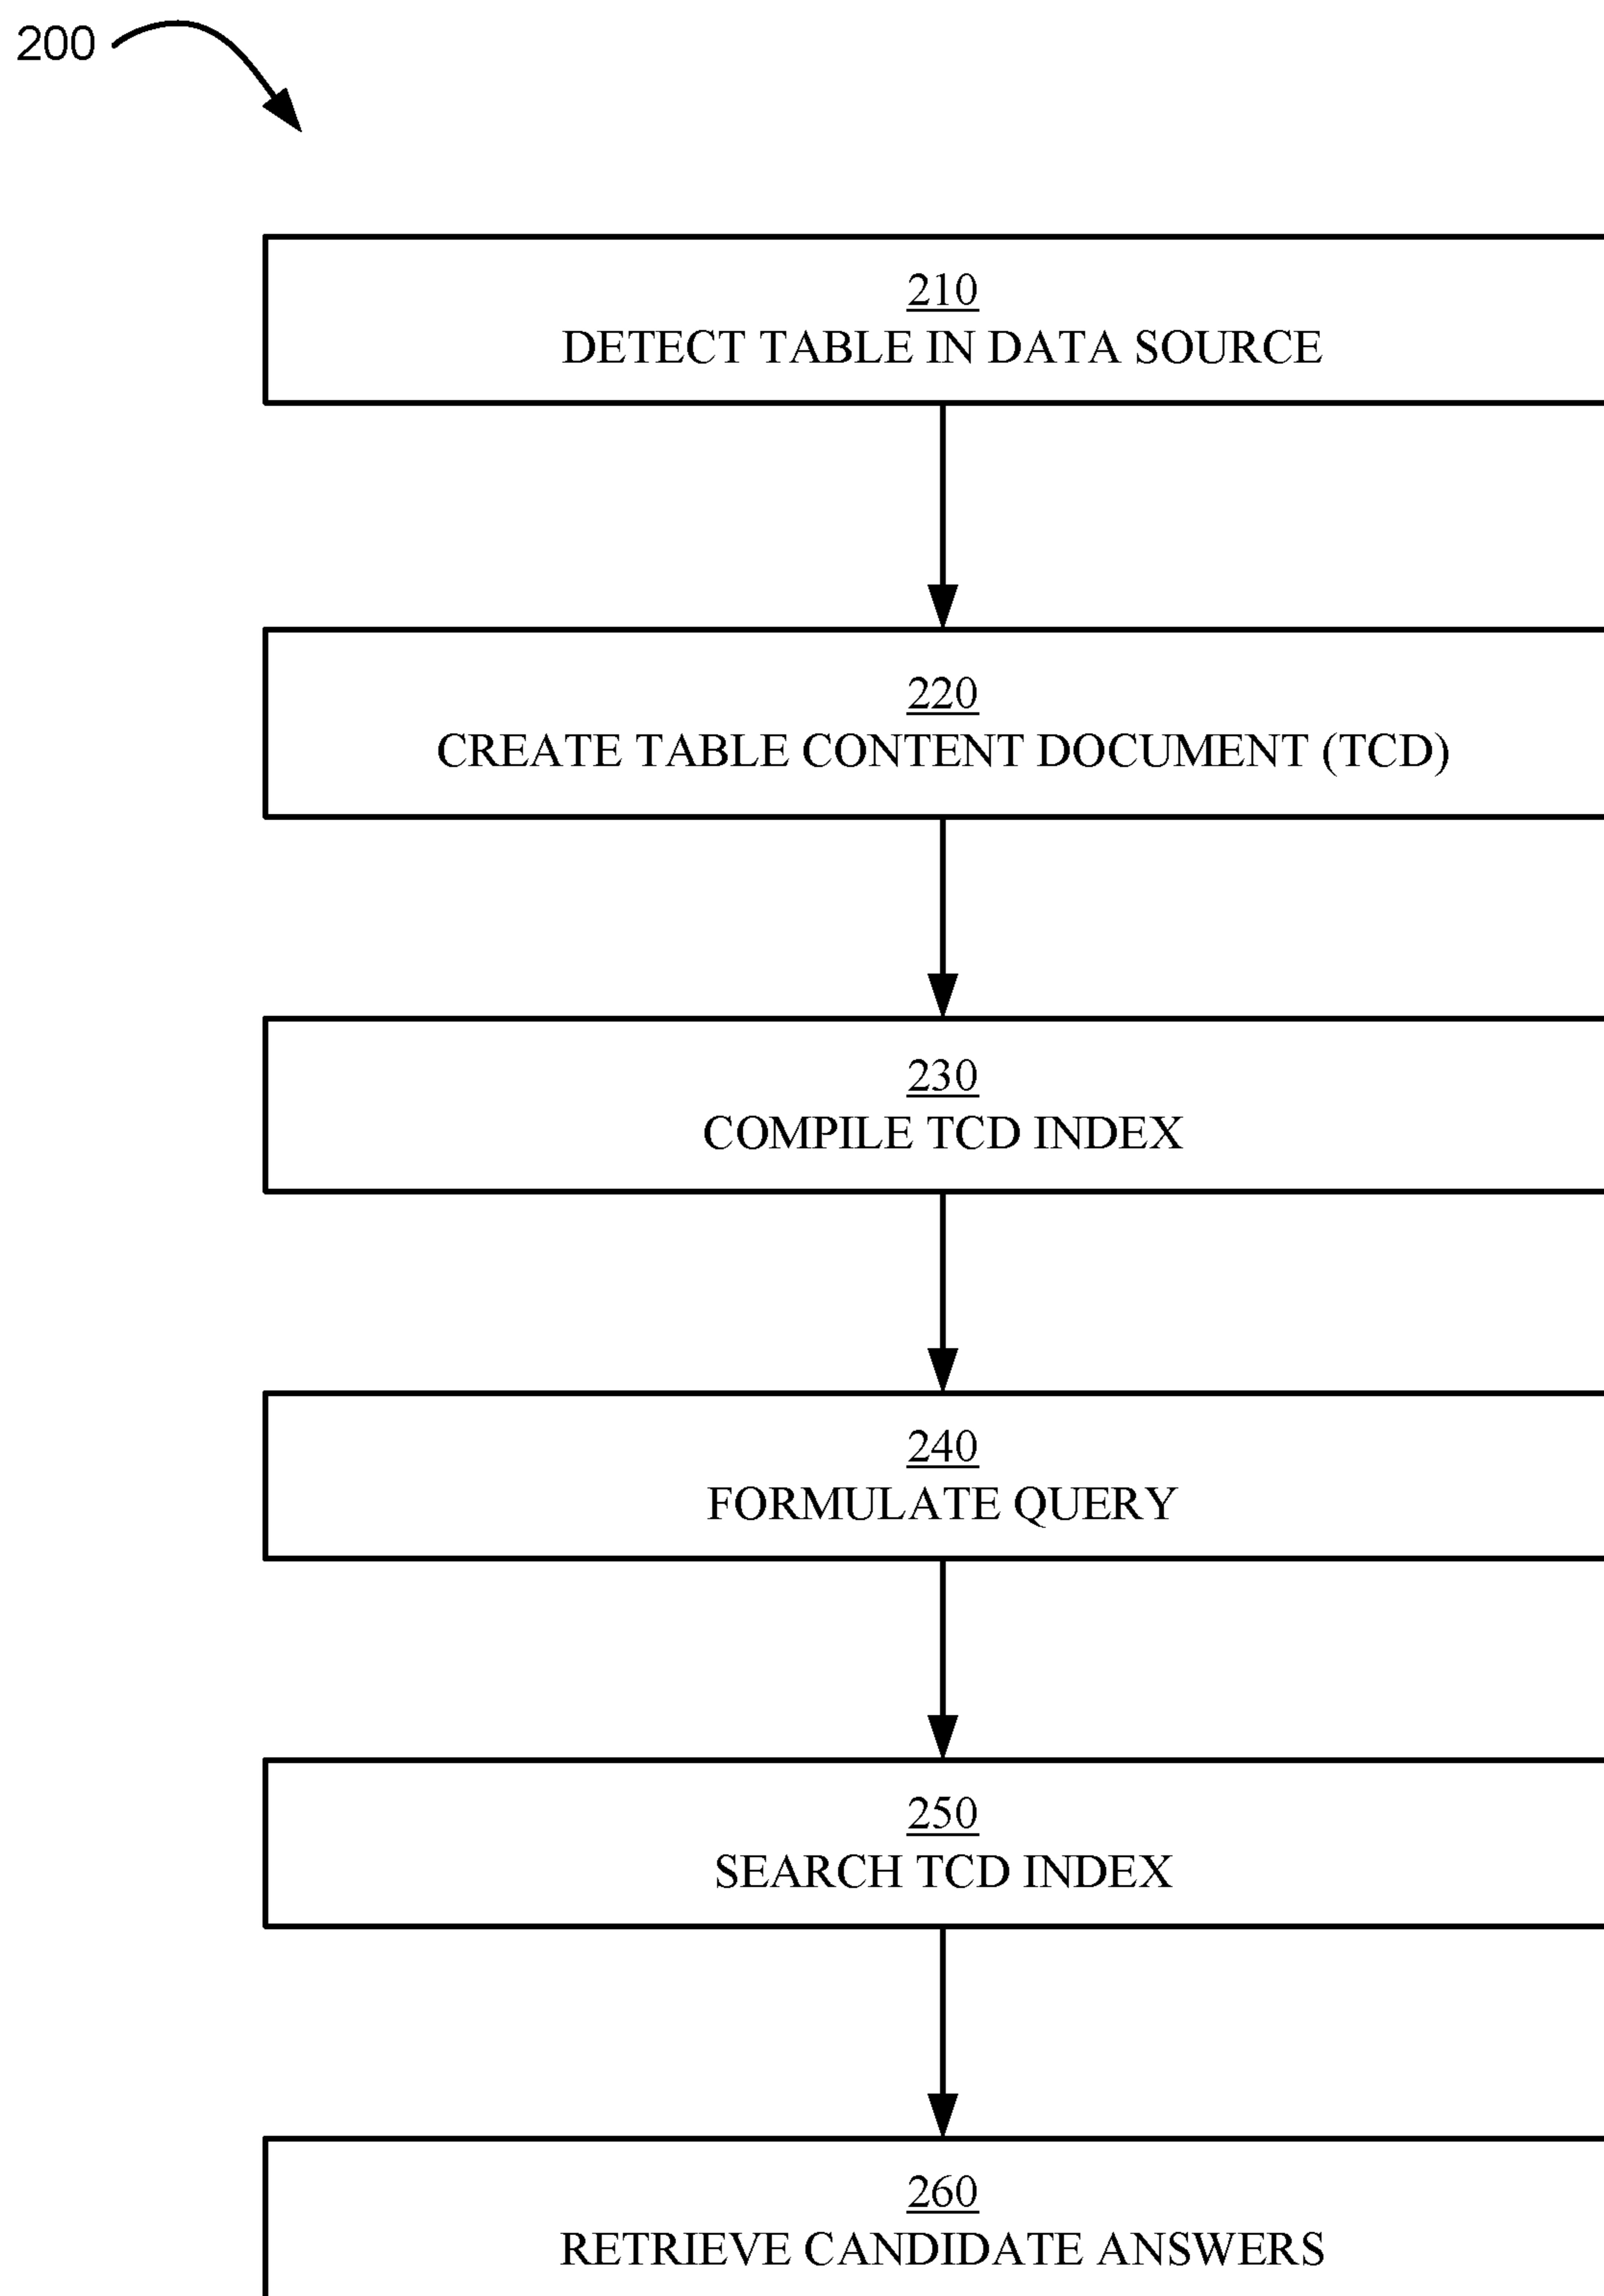 200
210
DETECT TABLE IN DATA SOURCE
220
CREATE TABLE CONTENT DOCUMENT (TCD)
230
COMPILE TCD INDEX
240
FORMULATE QUERY
250
SEARCH TCD INDEX
260
RETRIEVE CANDIDATE ANSWERS